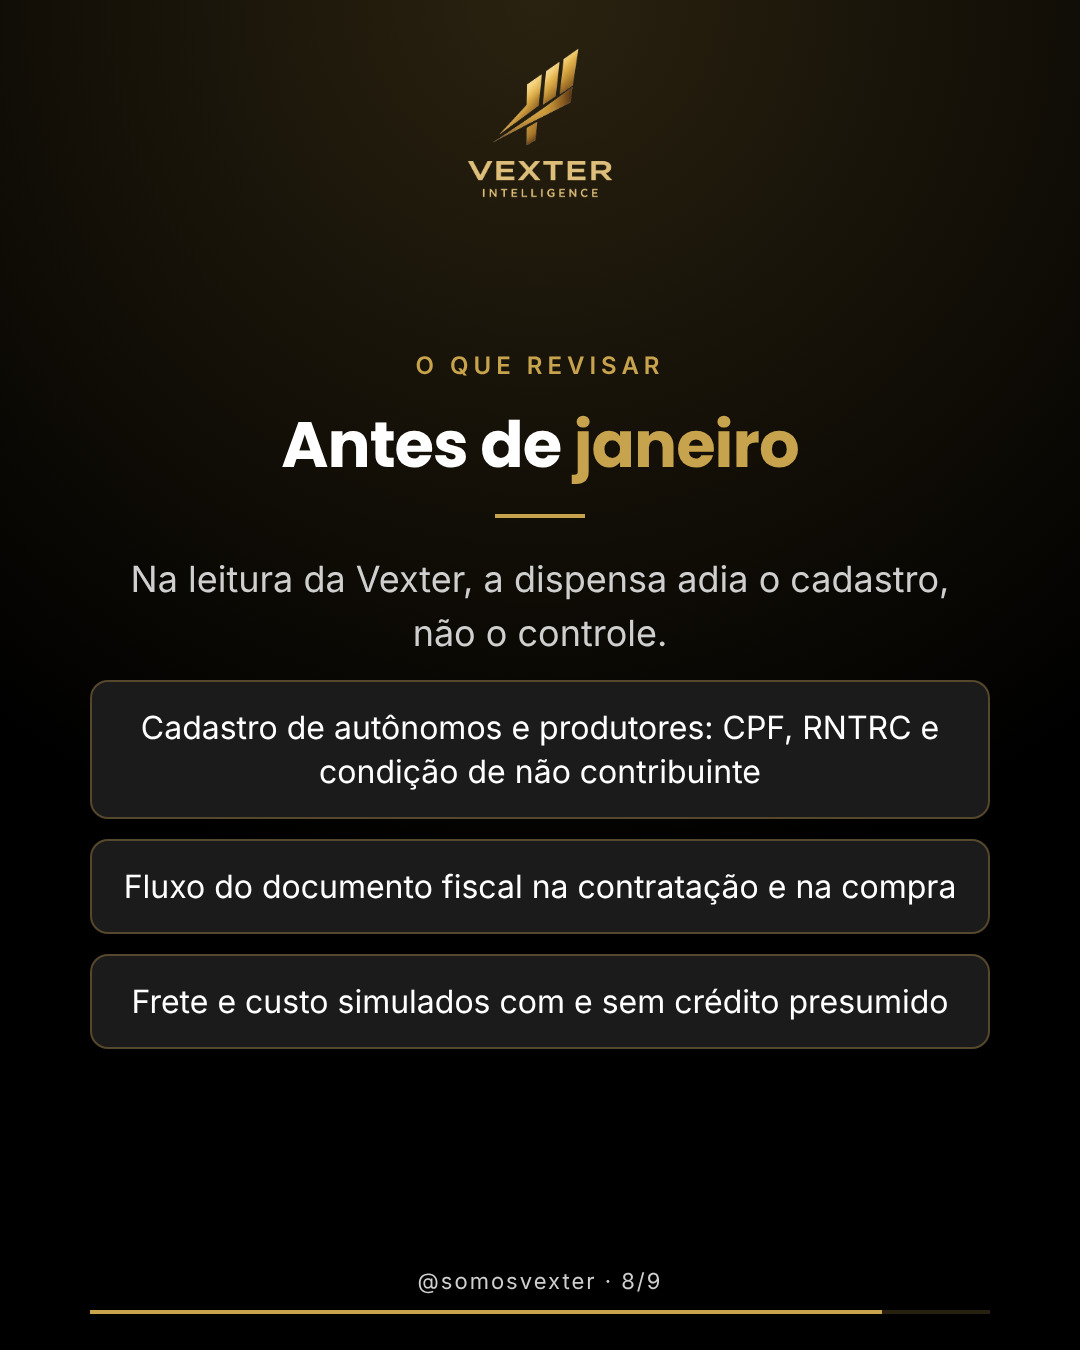 VEXTER
INTELLIGENCE
O QUE REVISAR
Antes de janeiro
Na leitura da Vexter, a dispensa adia o cadastro,
não o controle.
Cadastro de autônomos e produtores: CPF, RNTRC e
condição de não contribuinte
Fluxo do documento fiscal na contratação e na compra
Frete e custo simulados com e sem crédito presumido
@somosvexter · 8/9